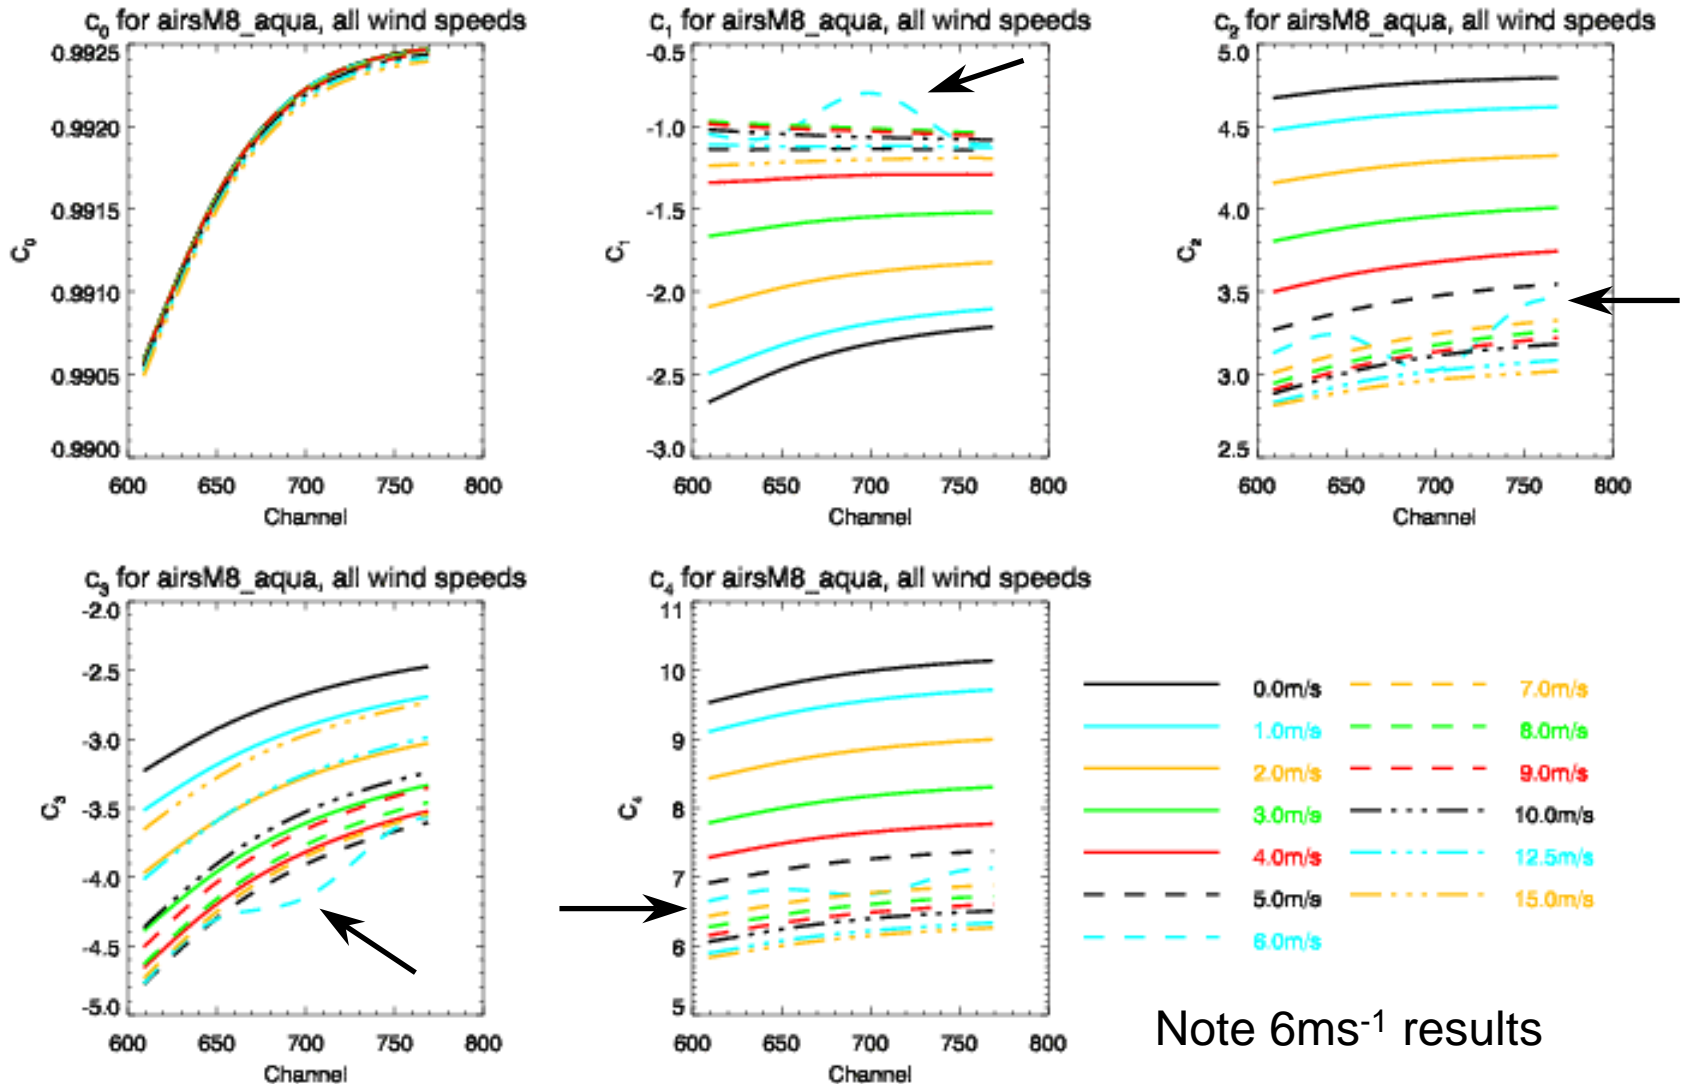 c₀ for airsM8_aqua, all wind speeds
0.9925
0.9920
0.9915
0.9910
0.9905
0.9900
C₀
600 650 700 750 800
Channel
c₁ for airsM8_aqua, all wind speeds
-0.5
-1.0
-1.5
-2.0
-2.5
-3.0
C₁
600 650 700 750 800
Channel
c₂ for airsM8_aqua, all wind speeds
5.0
4.5
4.0
3.5
3.0
2.5
C₂
600 650 700 750 800
Channel
c₃ for airsM8_aqua, all wind speeds
-2.0
-2.5
-3.0
-3.5
-4.0
-4.5
-5.0
C₃
600 650 700 750 800
Channel
c₄ for airsM8_aqua, all wind speeds
11
10
9
8
7
6
5
C₄
600 650 700 750 800
Channel
0.0m/s
1.0m/s
2.0m/s
3.0m/s
4.0m/s
5.0m/s
6.0m/s
7.0m/s
8.0m/s
9.0m/s
10.0m/s
12.5m/s
15.0m/s
Note 6ms⁻¹ results